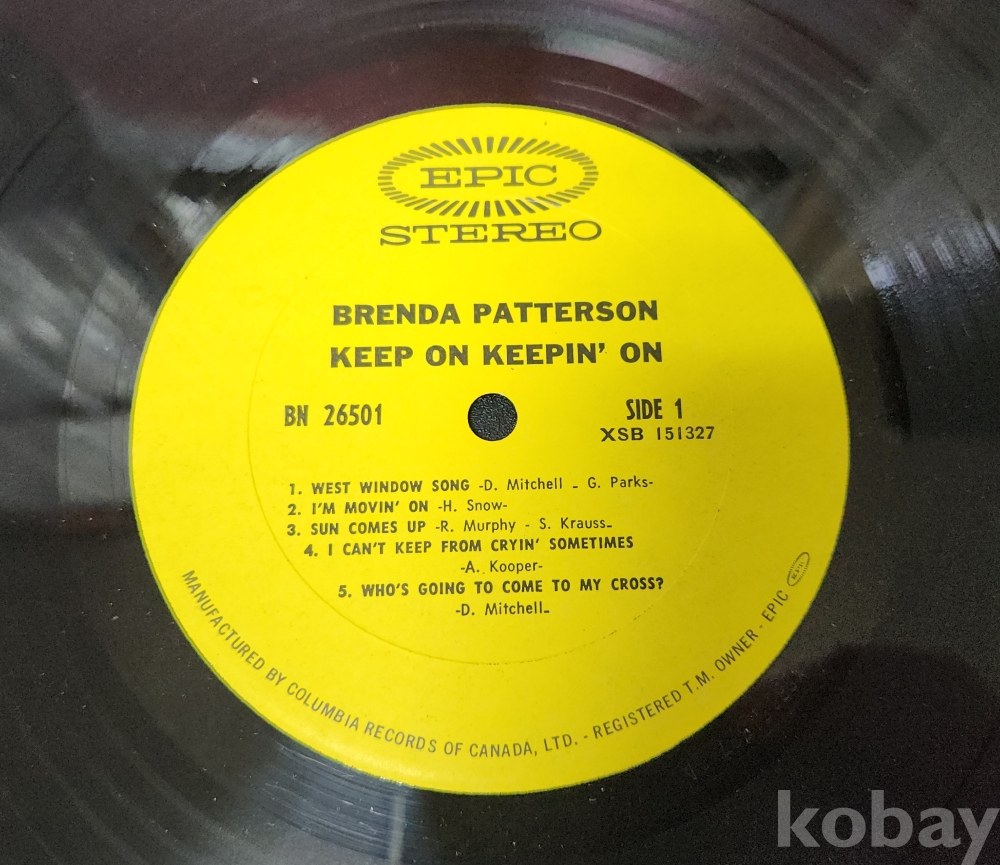 EPIC
STEREO
BRENDA PATTERSON
KEEP ON KEEPIN' ON
BN 26501
SIDE 1
XSB 151327
1. WEST WINDOW SONG -D. Mitchell - G. Parks-
2. I'M MOVIN' ON -H. Snow-
3. SUN COMES UP -R. Murphy - S. Krauss-
4. I CAN'T KEEP FROM CRYIN' SOMETIMES
-A. Kooper-
5. WHO'S GOING TO COME TO MY CROSS?
-D. Mitchell-
MANUFACTURED BY COLUMBIA RECORDS OF CANADA, LTD. - REGISTERED T.M. OWNER - EPIC
kobay